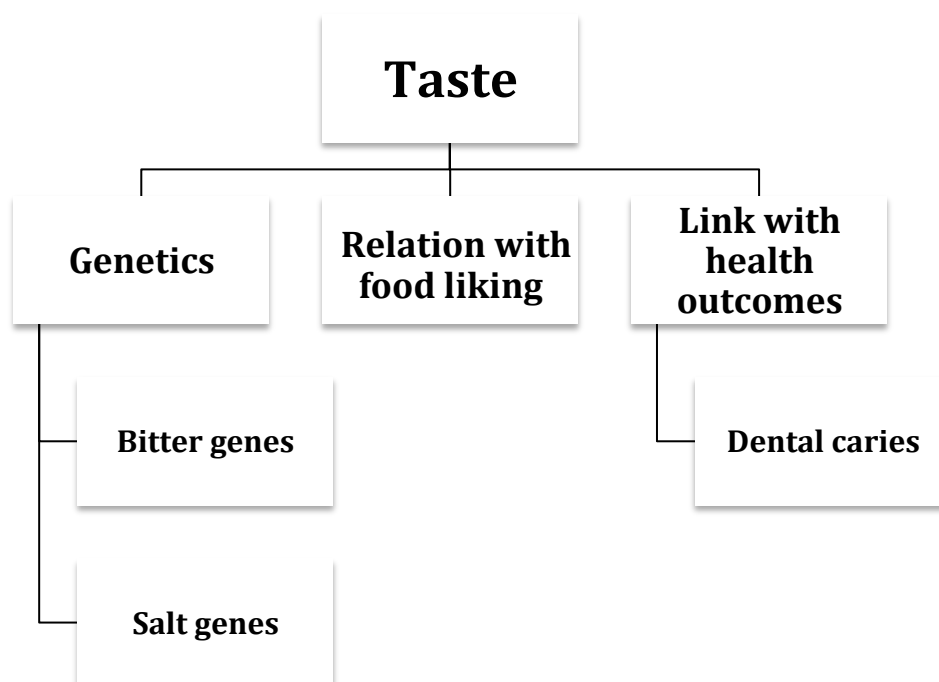 Taste
Genetics
Relation with
food liking
Link with
health
outcomes
Bitter genes
Dental caries
Salt genes